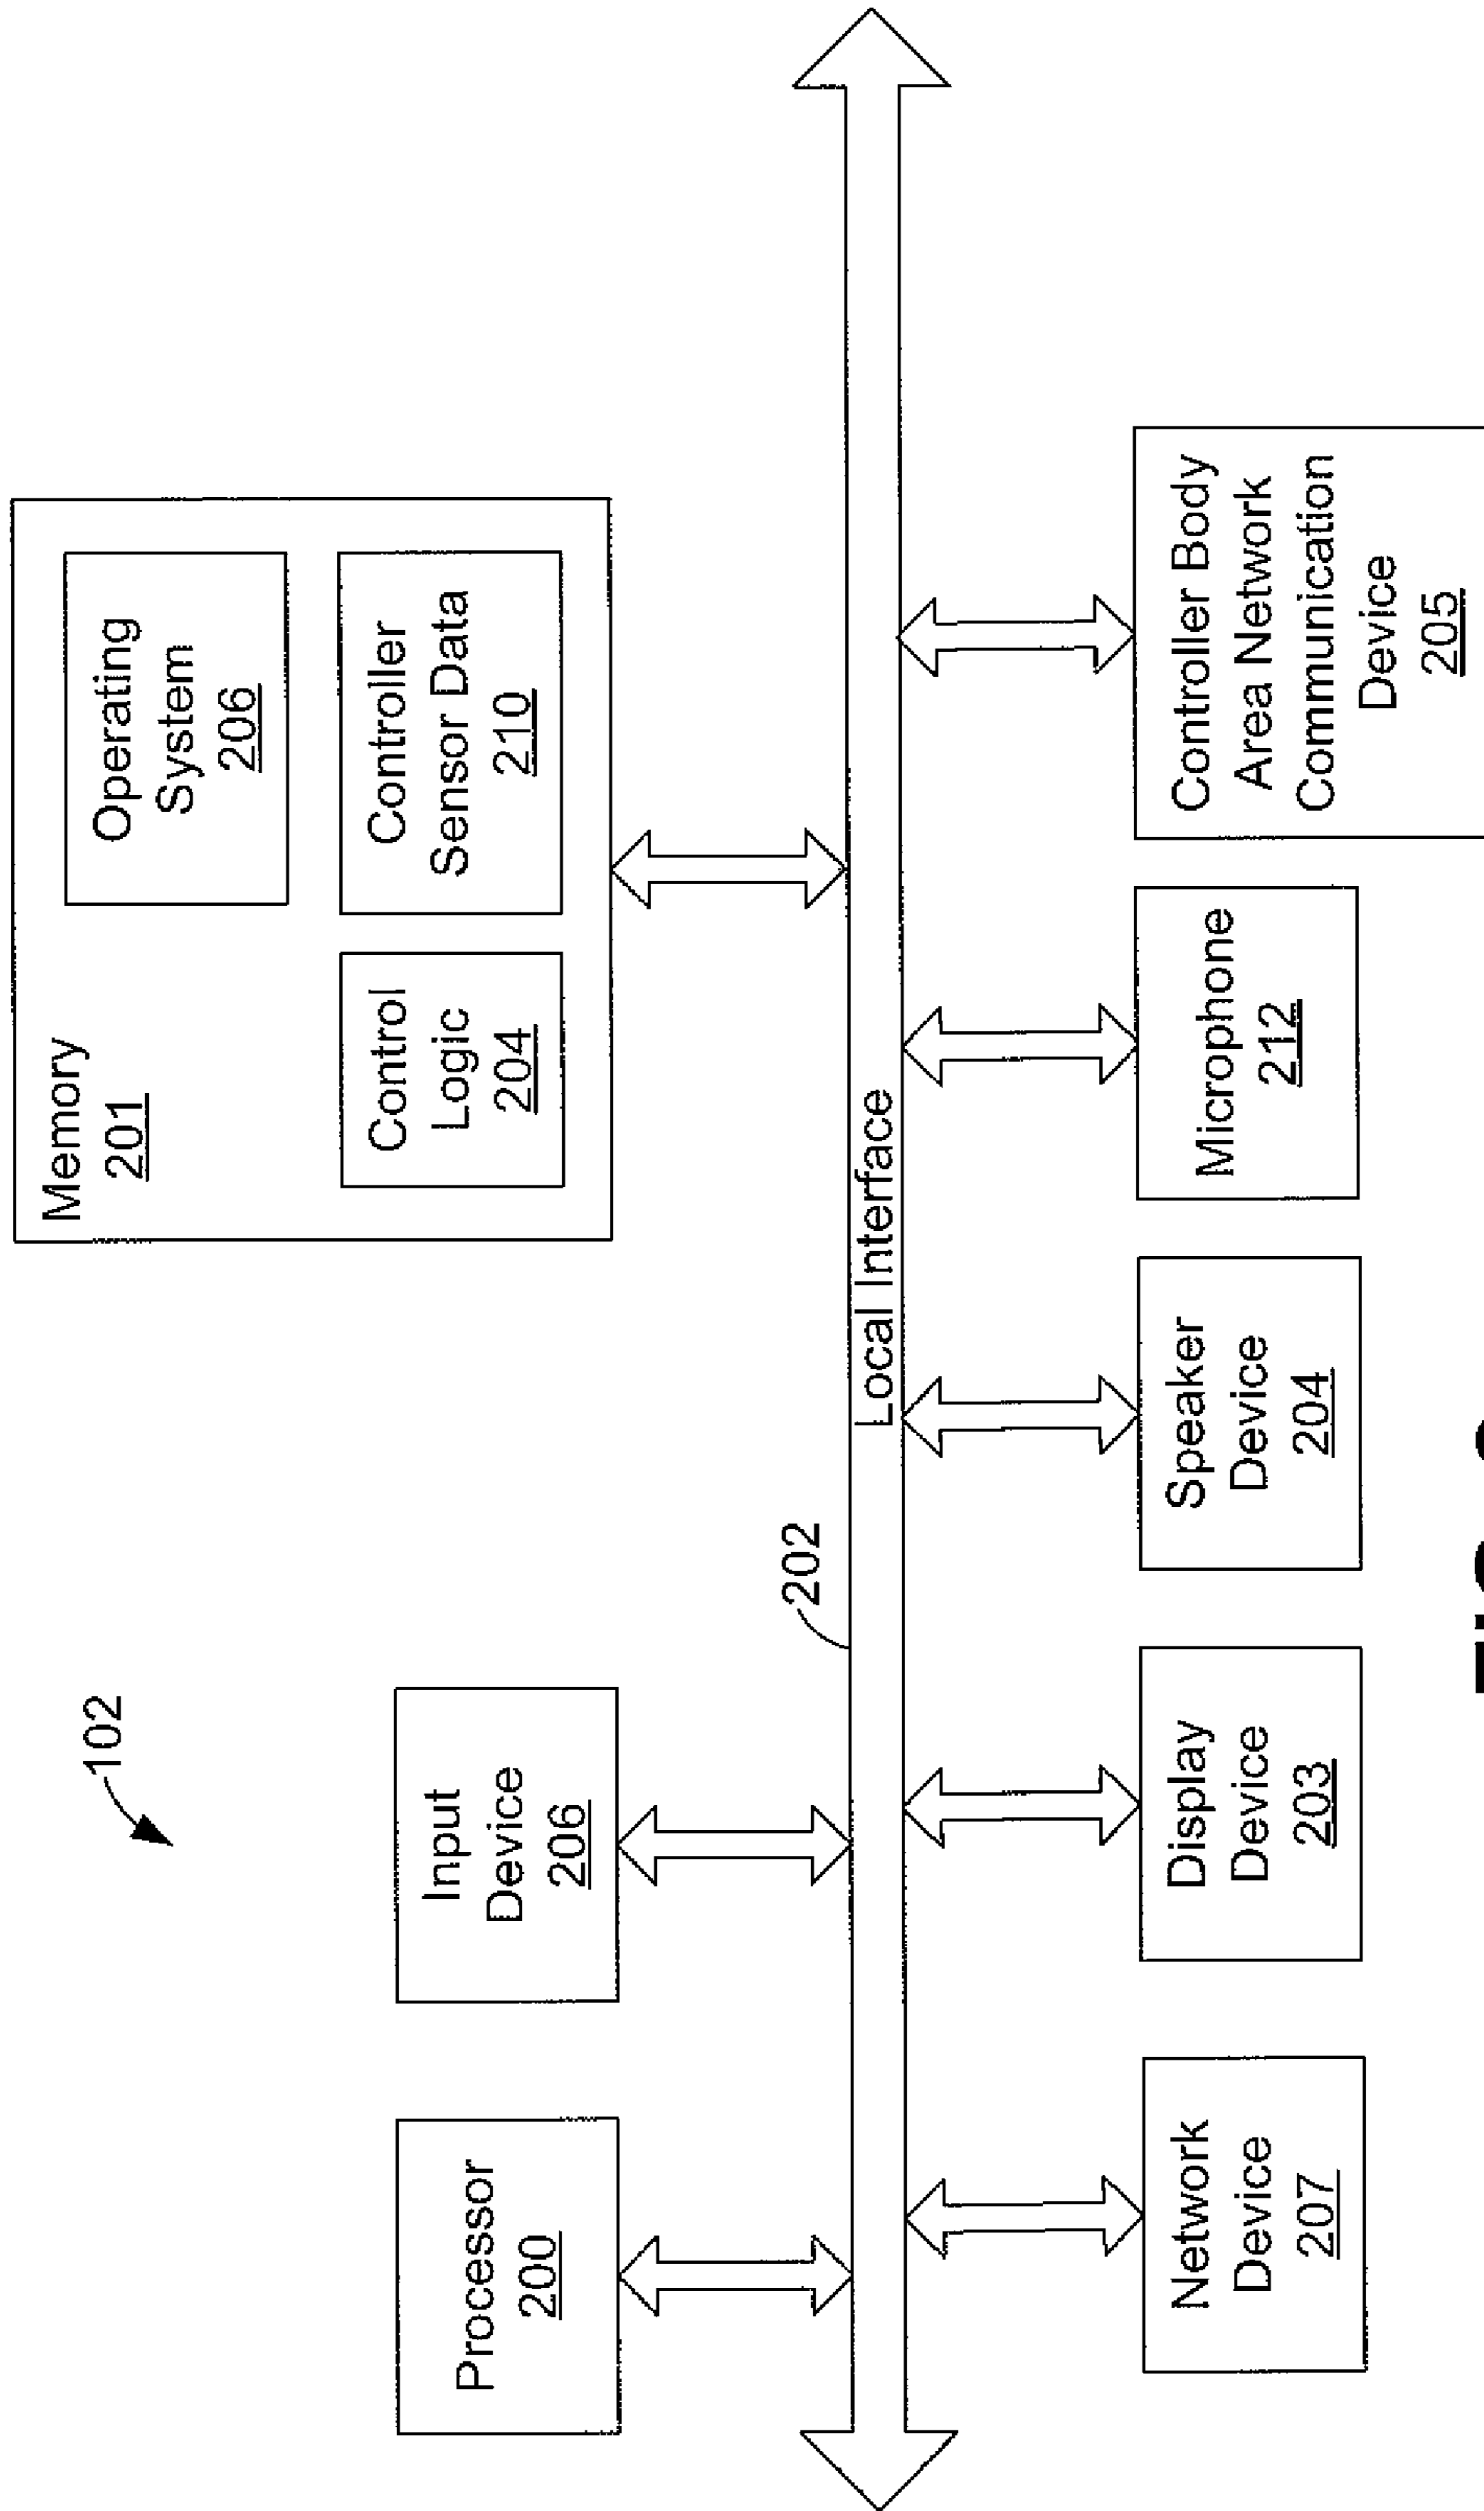 102
Memory
201
Operating
System
206
Control
Logic
204
Controller
Sensor Data
210
Processor
200
Input
Device
206
202
Local Interface
Network
Device
207
Display
Device
203
Speaker
Device
204
Microphone
212
Controller Body
Area Network
Communication
Device
205